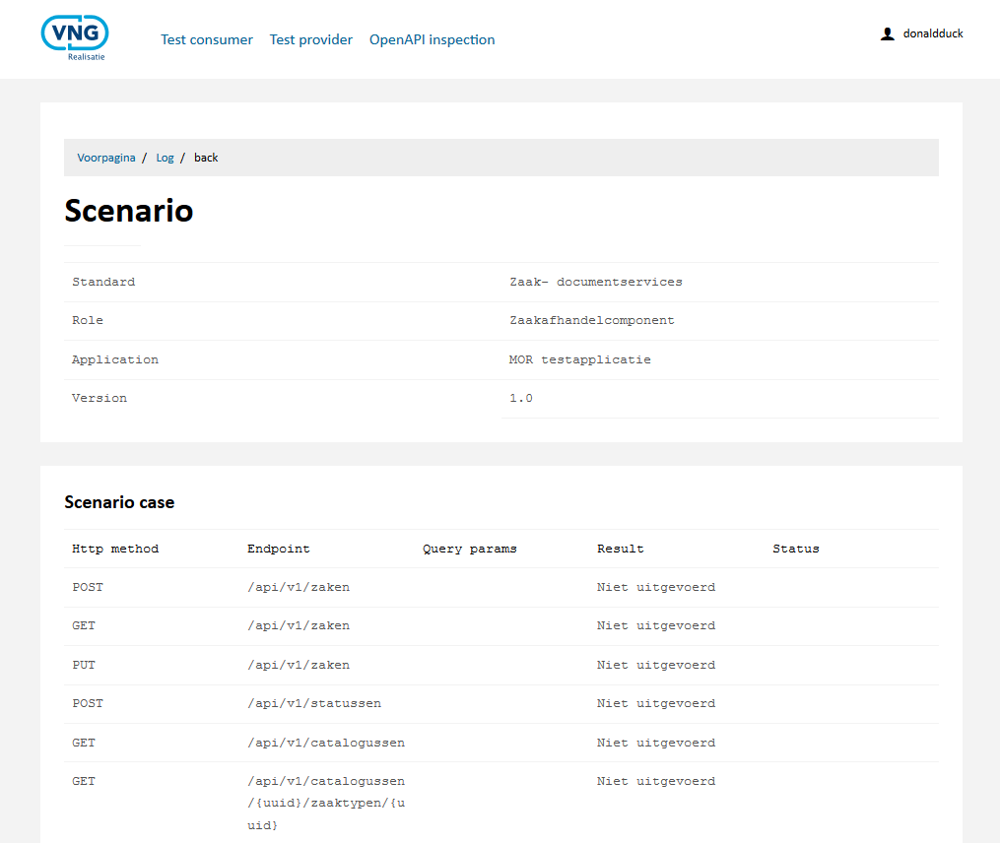 VNG
Realisatie
Test consumer Test provider OpenAPI inspection
donaldduck
Voorpagina / Log / back
Scenario
Standard Zaak- documentservices
Role Zaakafhandelcomponent
Application MOR testapplicatie
Version 1.0
Scenario case
Http method Endpoint Query params Result Status
POST /api/v1/zaken Niet uitgevoerd
GET /api/v1/zaken Niet uitgevoerd
PUT /api/v1/zaken Niet uitgevoerd
POST /api/v1/statussen Niet uitgevoerd
GET /api/v1/catalogussen Niet uitgevoerd
GET /api/v1/catalogussen Niet uitgevoerd
/{uuid}/zaaktypen/{u
uid}